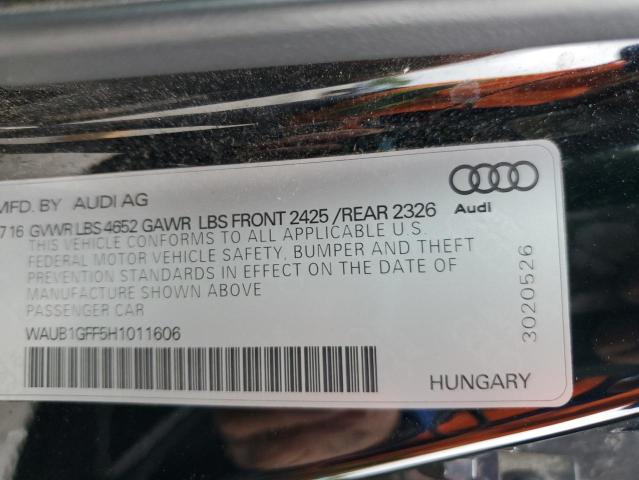 MFD. BY AUDI AG
716 GVWR LBS 4652 GAWR LBS FRONT 2425 /REAR 2326
THIS VEHICLE CONFORMS TO ALL APPLICABLE U.S.
FEDERAL MOTOR VEHICLE SAFETY, BUMPER AND THEFT
PREVENTION STANDARDS IN EFFECT ON THE DATE OF
MANUFACTURE SHOWN ABOVE
PASSENGER CAR
WAUB1GFF5H1011606
Audi
3020526
HUNGARY